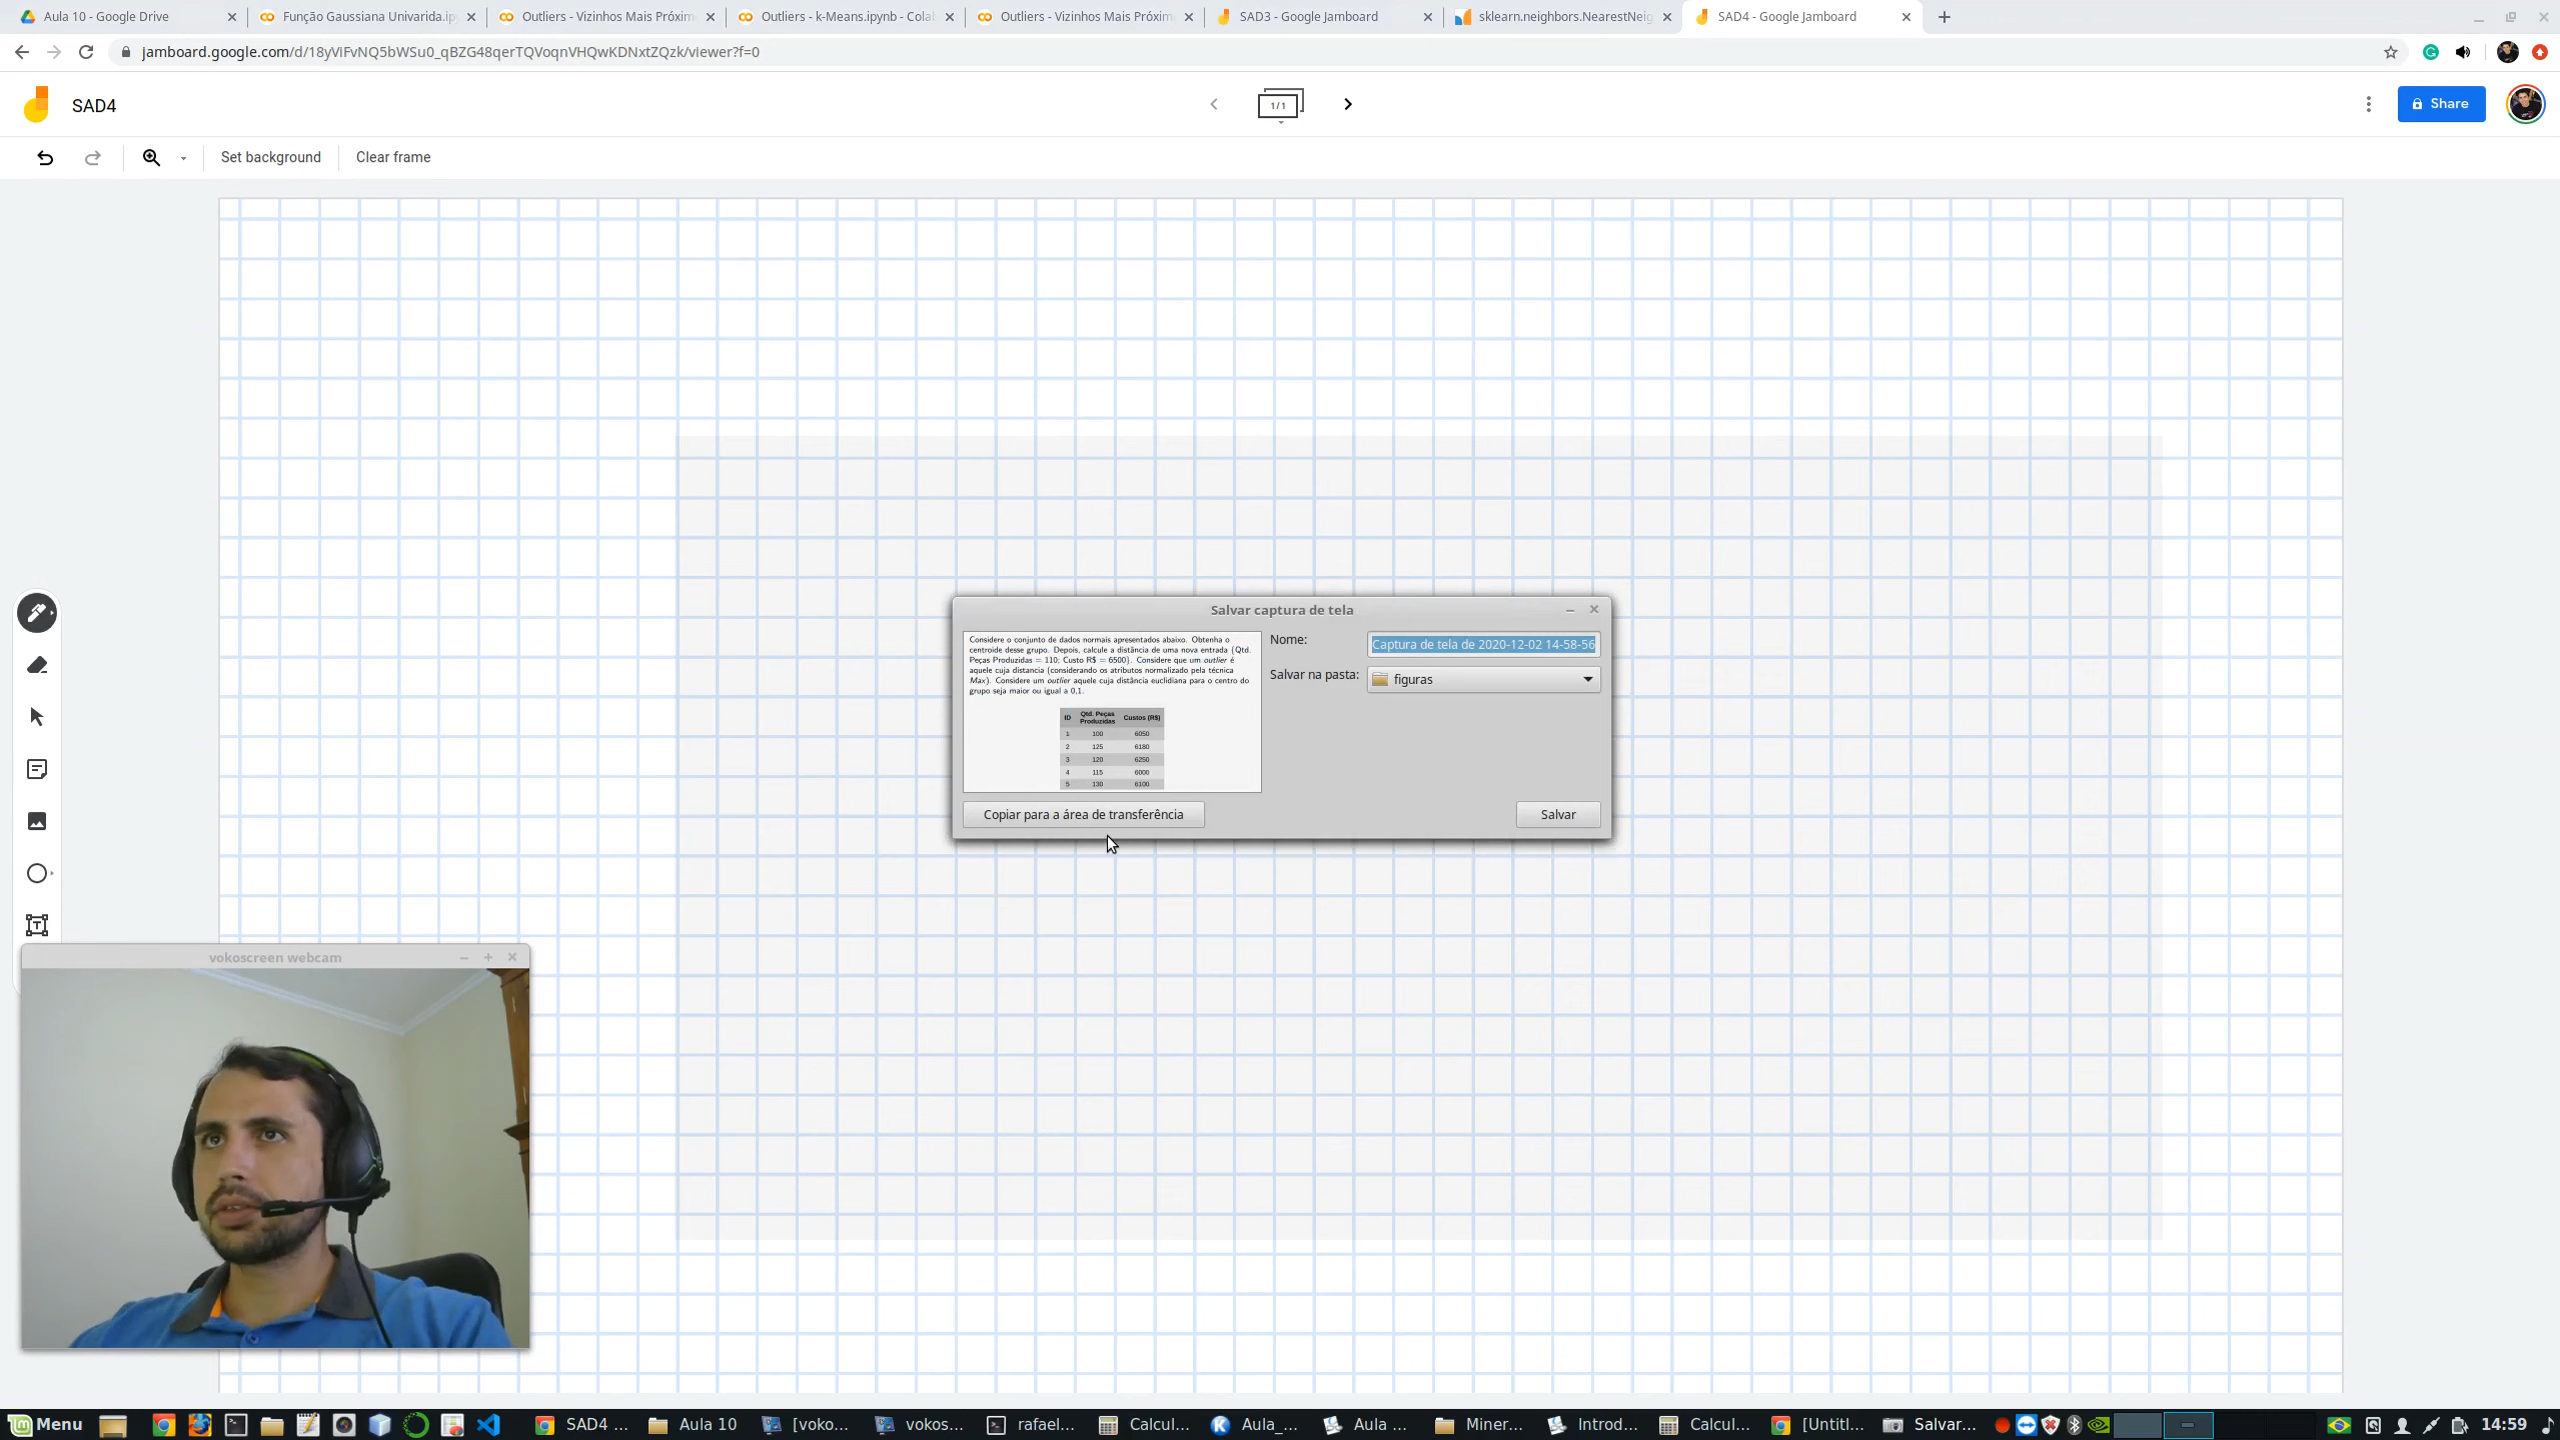 Aula 10 - Google Drive
Função Gaussiana Univarida.ip
Outliers - Vizinhos Mais Próxim
Outliers - k-Means.ipynb - Cola
Outliers - Vizinhos Mais Próxim
SAD3 - Google Jamboard
sklearn.neighbors.NearestNeig
SAD4 - Google Jamboard
jamboard.google.com/d/18yViFvNQ5bWSu0_qBZG48qerTQVoqnVHQwKDNxtZQzk/viewer?f=0
SAD4
1/1
Share
Set background
Clear frame
Salvar captura de tela
Considere o conjunto de dados normais apresentados abaixo. Obtenha o
centroide desse grupo. Depois, calcule a distância de uma nova entrada {Qtd.
Peças Produzidas = 110; Custo R$ = 6500}. Considere que um outlier é
aquele cuja distancia (considerando os atributos normalizado pela técnica
Max). Considere um outlier aquele cuja distância euclidiana para o centro do
grupo seja maior ou igual a 0,1.
ID Qtd. Peças Produzidas Custos (R$)
1 100 6050
2 125 6180
3 120 6250
4 115 6000
5 130 6100
Nome:
Captura de tela de 2020-12-02 14-58-56
Salvar na pasta:
figuras
Copiar para a área de transferência
Salvar
vokoscreen webcam
Menu
SAD4 ...
Aula 10
[voko...
vokos...
rafael...
Calcul...
Aula_...
Aula ...
Miner...
Introd...
Calcul...
[Untitl...
Salvar...
14:59